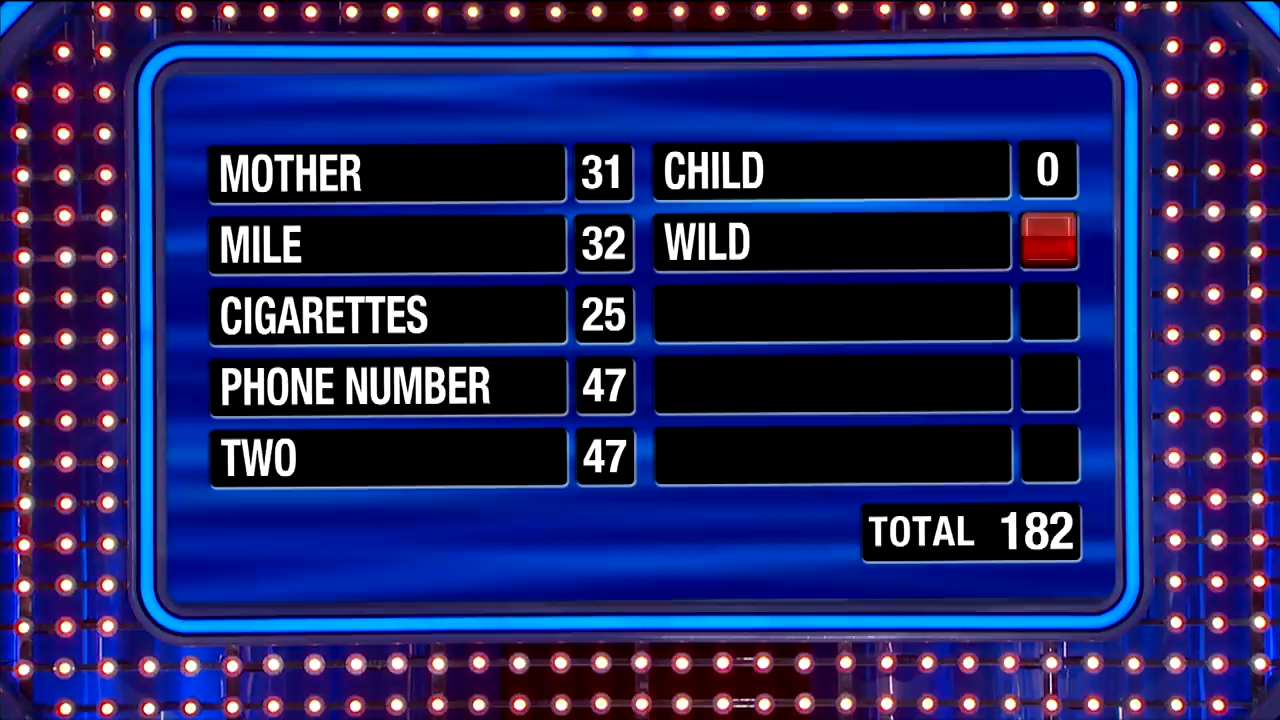 MOTHER 31
MILE 32
CIGARETTES 25
PHONE NUMBER 47
TWO 47
CHILD 0
WILD
TOTAL 182